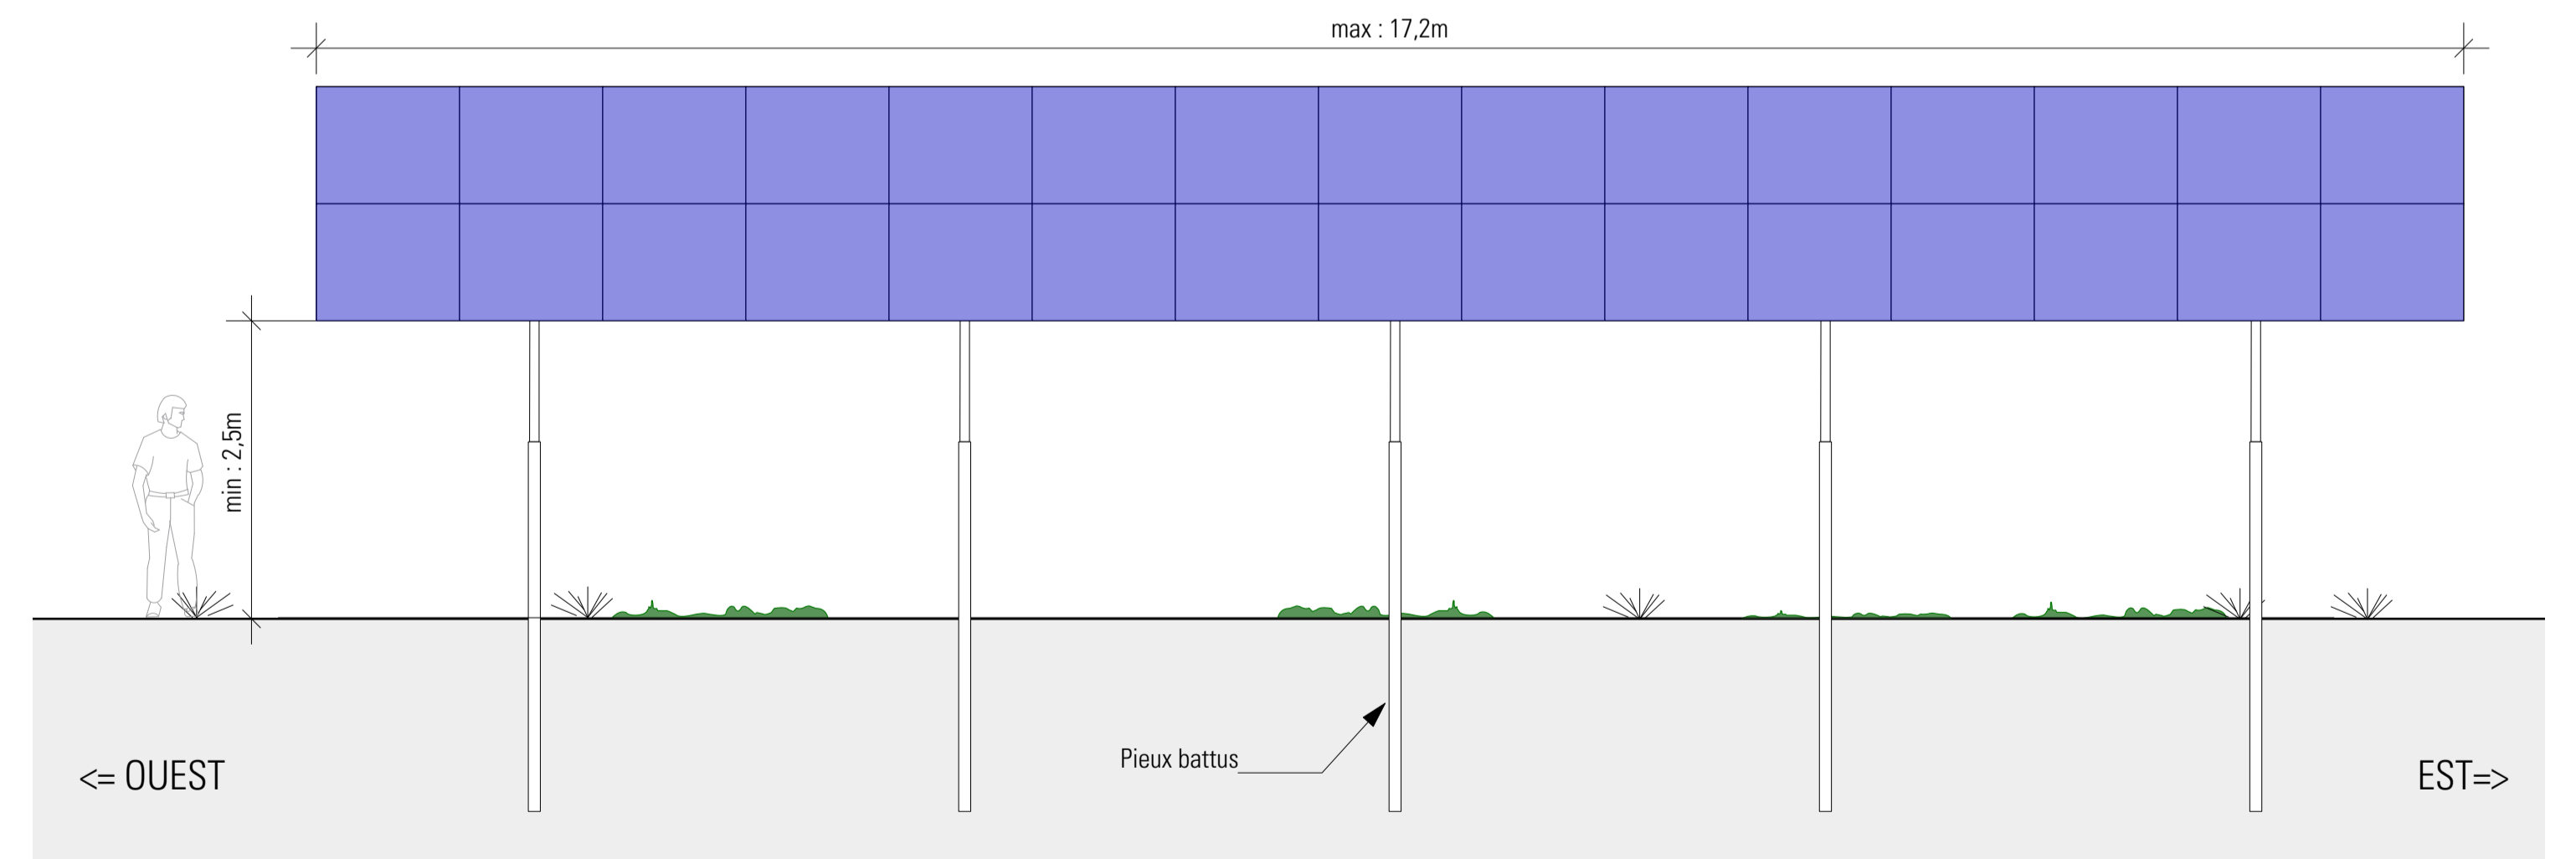 max : 17,2m
min : 2,5m
Pieux battus
<= OUEST
EST=>